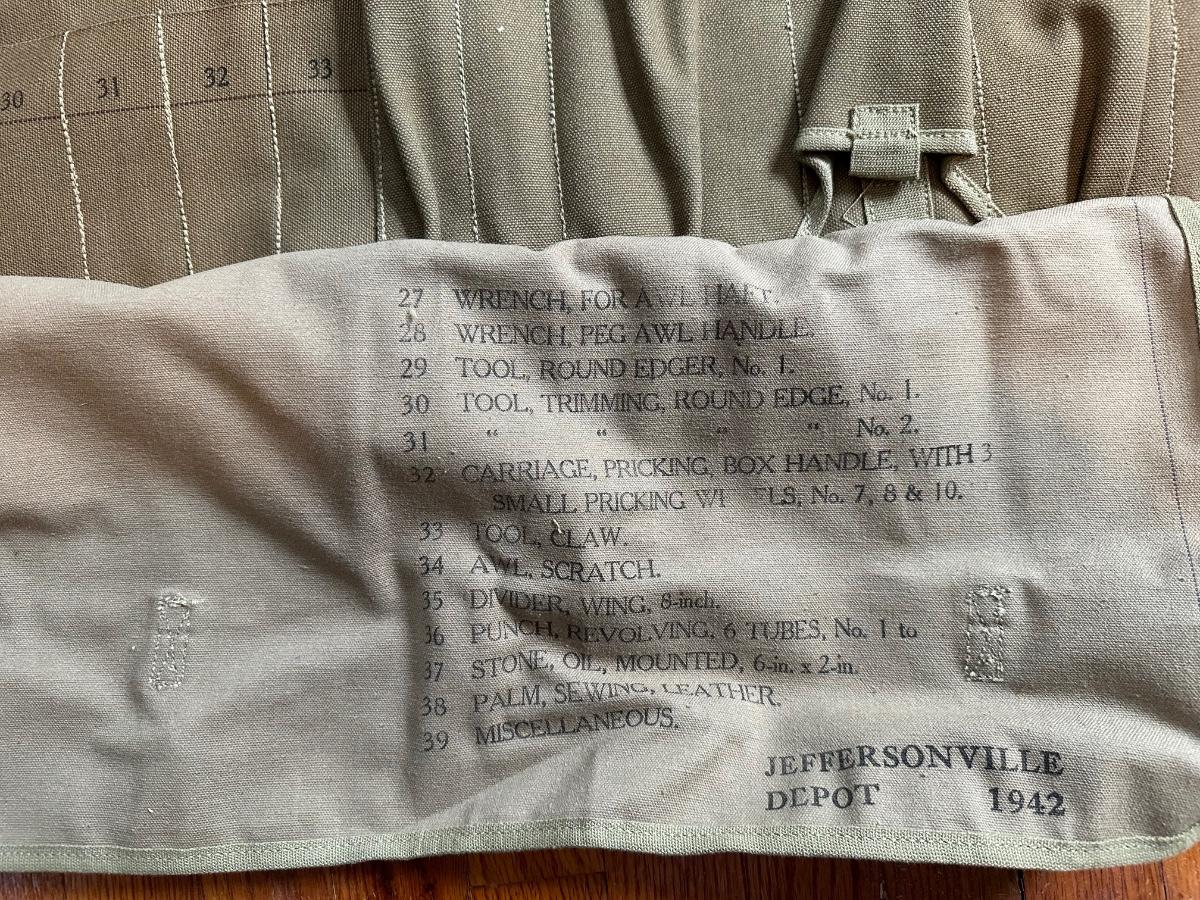 30 31 32 33
27 WRENCH, FOR AWL HAFT.
28 WRENCH, PEG AWL HANDLE.
29 TOOL, ROUND EDGER, No. 1.
30 TOOL, TRIMMING, ROUND EDGE, No. 1.
31 “ “ “ “ No. 2.
32 CARRIAGE, PRICKING, BOX HANDLE, WITH 3
SMALL PRICKING No. 7, 8 & 10.
33 TOOL, CLAW.
34 AWL, SCRATCH.
35 DIVIDER, WING, 8-inch.
36 PUNCH, REVOLVING, 6 TUBES, No. 1 to
37 STONE, OIL, MOUNTED, 6-in. x 2-in.
38 PALM, SEWING, LEATHER.
39 MISCELLANEOUS.
JEFFERSONVILLE
DEPOT 1942